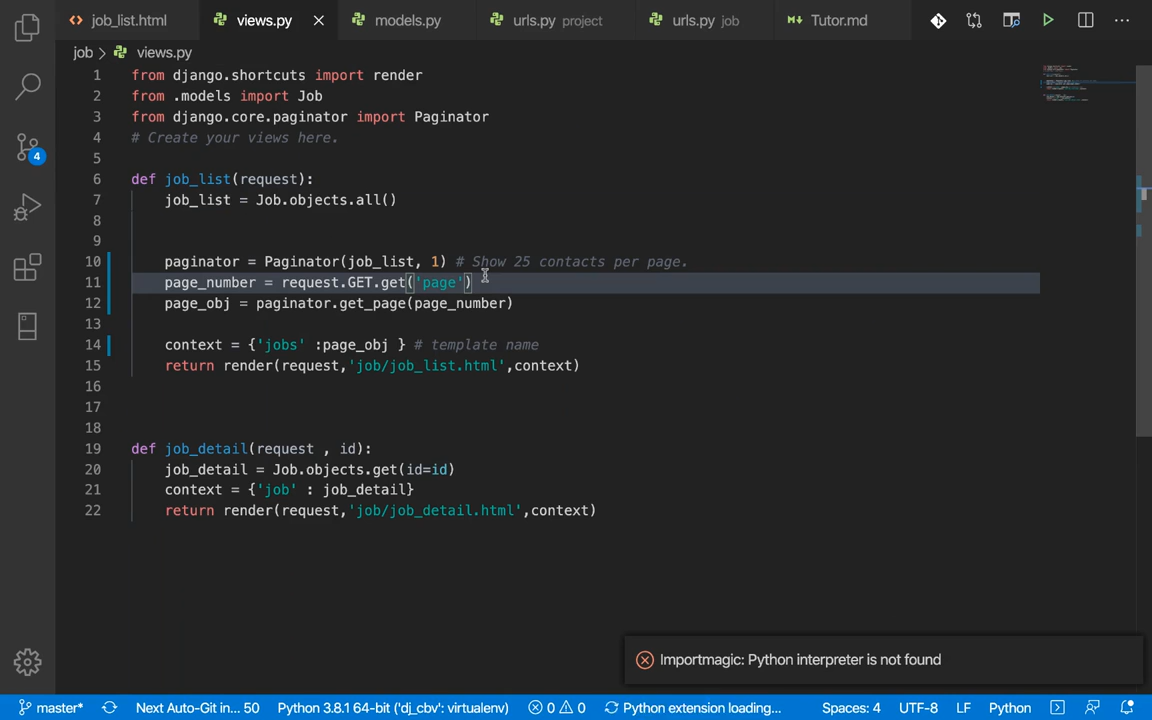 job_list.html
views.py
models.py
urls.py project
urls.py job
Tutor.md
job
views.py
4
1 from django.shortcuts import render
2 from .models import Job
3 from django.core.paginator import Paginator
4 # Create your views here.
5
6 def job_list(request):
7 job_list = Job.objects.all()
8
9
10 paginator = Paginator(job_list, 1) # Show 25 contacts per page.
11 page_number = request.GET.get('page')
12 page_obj = paginator.get_page(page_number)
13
14 context = {'jobs' :page_obj } # template name
15 return render(request,'job/job_list.html',context)
16
17
18
19 def job_detail(request , id):
20 job_detail = Job.objects.get(id=id)
21 context = {'job' : job_detail}
22 return render(request,'job/job_detail.html',context)
Importmagic: Python interpreter is not found
master* Next Auto-Git in... 50 Python 3.8.1 64-bit ('dj_cbv': virtualenv) 0 0 Python extension loading... Spaces: 4 UTF-8 LF Python